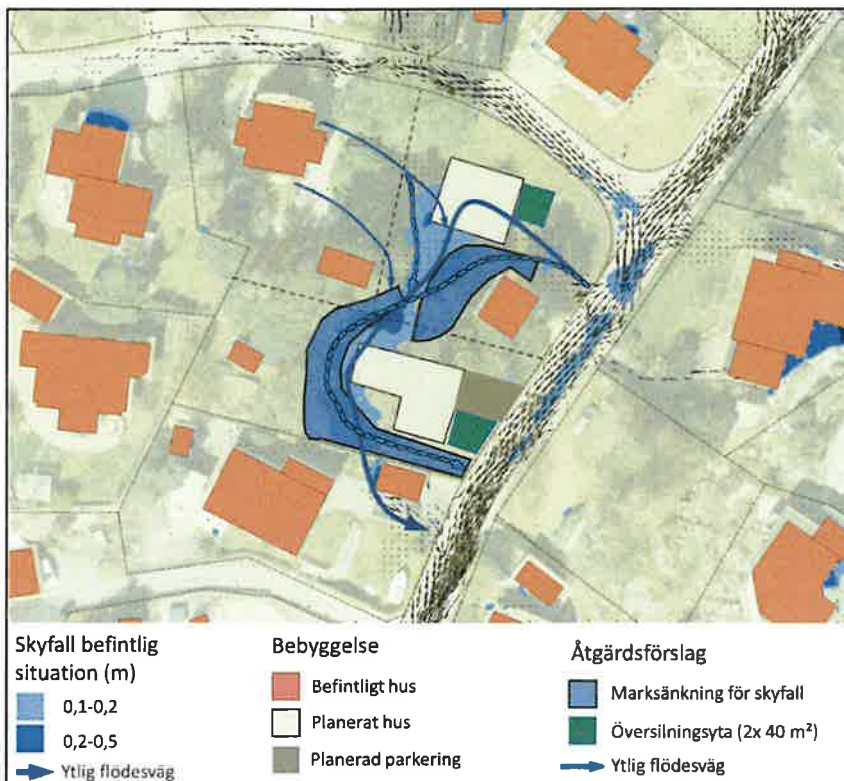 Skyfall befintlig
situation (m)
0,1-0,2
0,2-0,5
Ytlig flödesväg
Bebyggelse
Befintligt hus
Planerat hus
Planerad parkering
Åtgärdsförslag
Marksänkning för skyfall
Översilningsyta (2x 40 m²)
Ytlig flödesväg